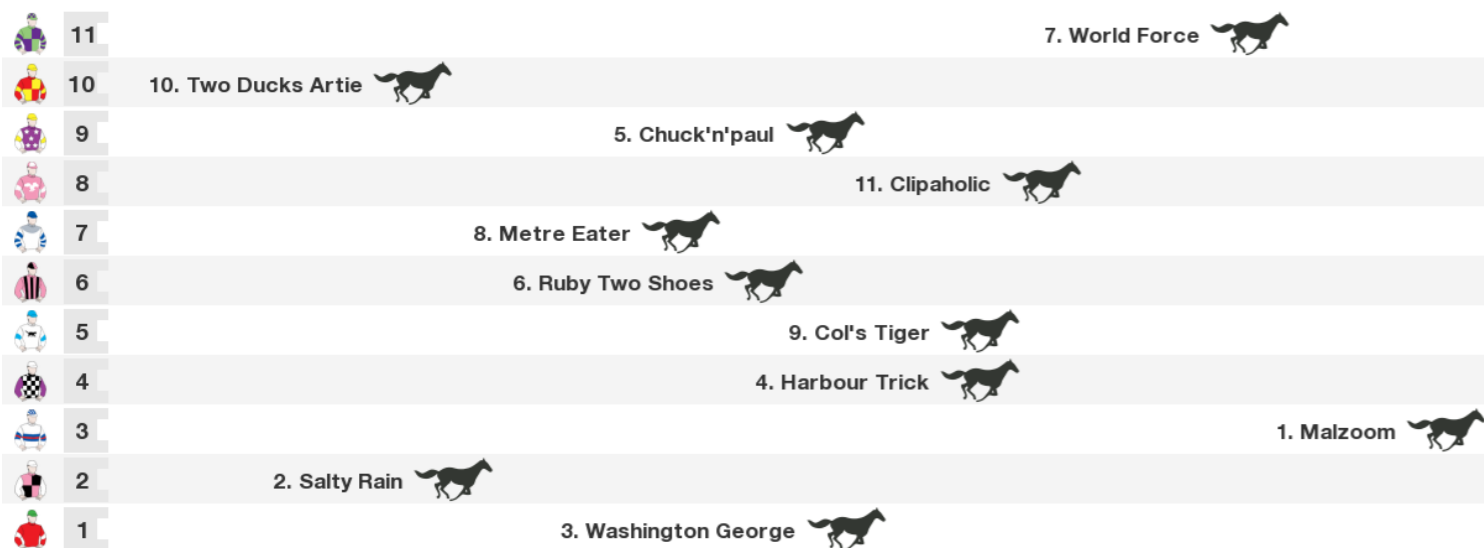 11 7. World Force
10 10. Two Ducks Artie
9 5. Chuck'n'paul
8 11. Clipaholic
7 8. Metre Eater
6 6. Ruby Two Shoes
5 9. Col's Tiger
4 4. Harbour Trick
3 1. Malzoom
2 2. Salty Rain
1 3. Washington George